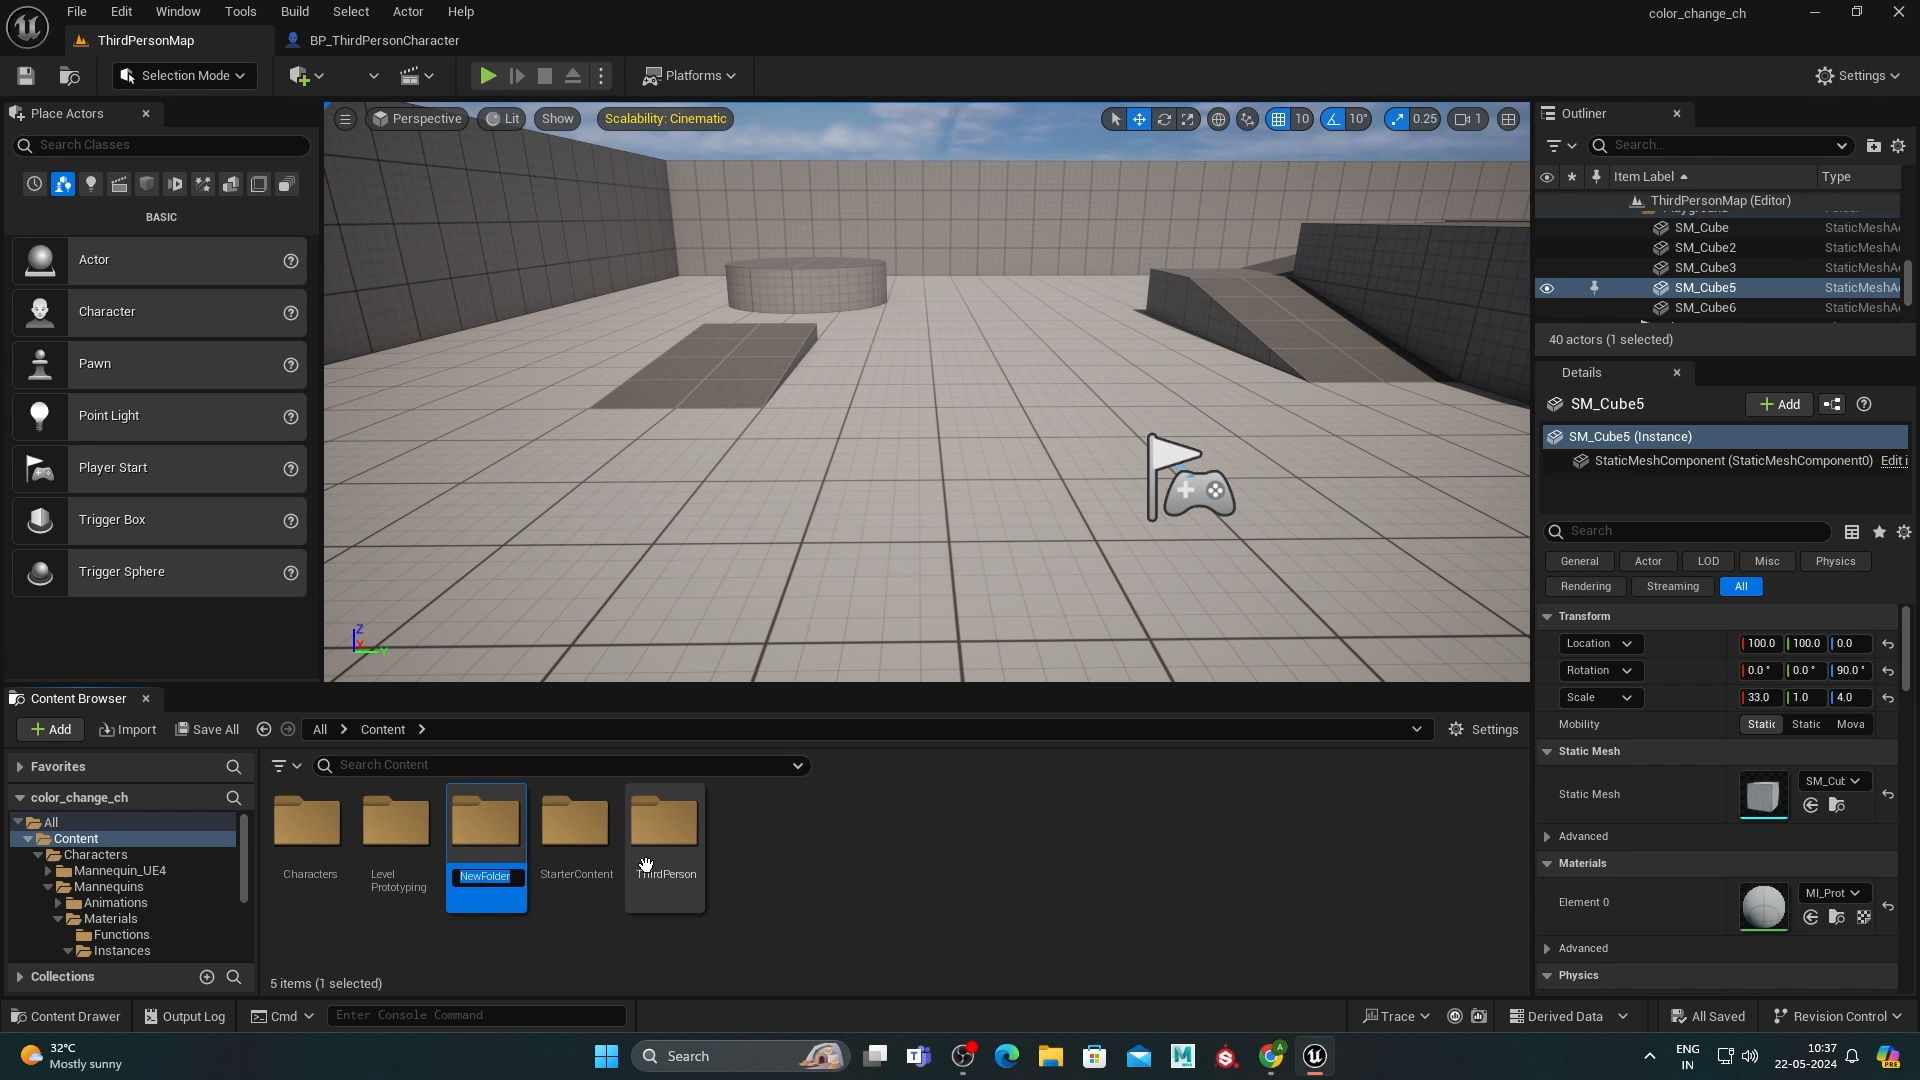 File Edit Window Tools Build Select Actor Help
color_change_ch
ThirdPersonMap
BP_ThirdPersonCharacter
Selection Mode
Platforms
Settings
Place Actors
Search Classes
BASIC
Actor
Character
Pawn
Point Light
Player Start
Trigger Box
Trigger Sphere
Perspective
Lit
Show
Scalability: Cinematic
10
10°
0.25
1
Z
X
Y
Outliner
Search...
Item Label
Type
ThirdPersonMap (Editor)
SM_Cube StaticMeshA
SM_Cube2 StaticMeshA
SM_Cube3 StaticMeshA
SM_Cube5 StaticMeshA
SM_Cube6 StaticMeshA
40 actors (1 selected)
Details
SM_Cube5
Add
SM_Cube5 (Instance)
StaticMeshComponent (StaticMeshComponent0) Edit i
Search
General Actor LOD Misc Physics
Rendering Streaming All
Transform
Location 100.0 100.0 0.0
Rotation 0.0 ° 0.0 ° 90.0 °
Scale 33.0 1.0 4.0
Mobility Static Static Mova
Static Mesh
Static Mesh SM_Cub
Advanced
Materials
Element 0 MI_Prot
Advanced
Physics
Content Browser
Add Import Save All
All Content
Settings
Favorites
color_change_ch
All
Content
Characters
Mannequin_UE4
Mannequins
Animations
Materials
Functions
Instances
Collections
Search Content
Characters
Level
Prototyping
NewFolder
StarterContent
ThirdPerson
5 items (1 selected)
Content Drawer
Output Log
Cmd
Enter Console Command
Trace
Derived Data
All Saved
Revision Control
32°C
Mostly sunny
Search
ENG
IN
10:37
22-05-2024